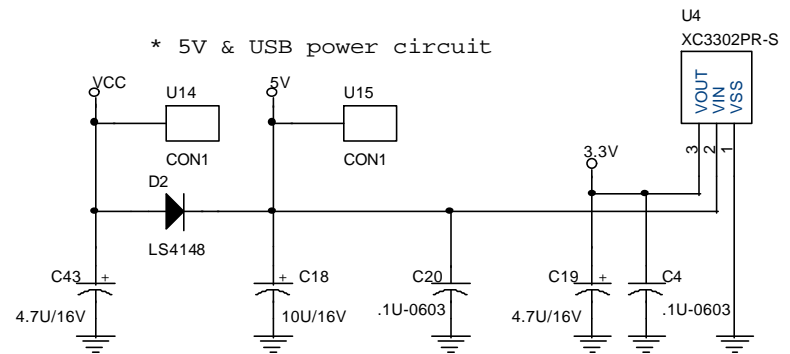 U4
XC3302PR-S
* 5V & USB power circuit
VCC
U14
5V
U15
VOUT
VIN
VSS
CON1
CON1
3
2
1
3.3V
D2
LS4148
C43
+
+
C18
C20
C19
+
C4
4.7U/16V
10U/16V
.1U-0603
4.7U/16V
.1U-0603